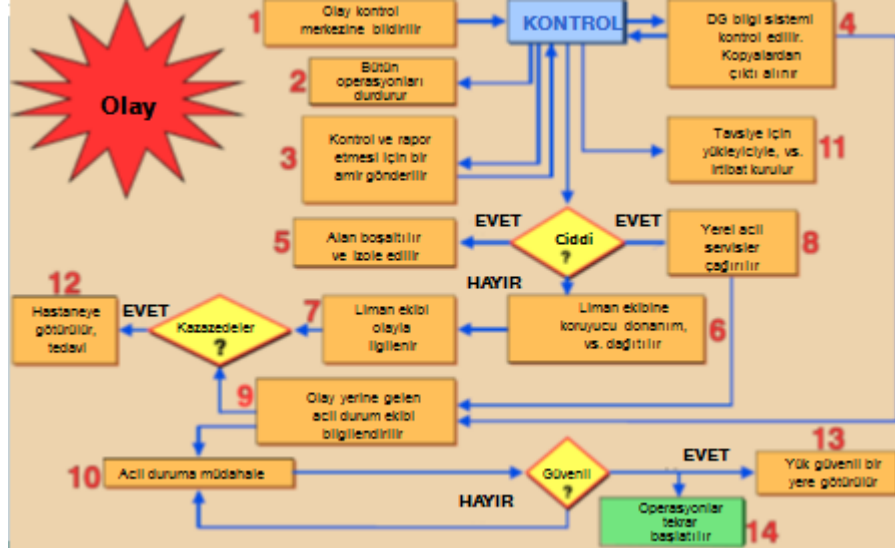 Olay
1
Olay kontrol
merkezine bildirilir
KONTROL
DG bilgi sistemi
kontrol edilir.
Kopyalardan
çıktı alınır
4
2
Bütün
operasyonları
durdurur
3
Kontrol ve rapor
etmesi için bir
amir gönderilir
Tavsiye için
yükleyiciyle, vs.
irtibat kurulur
11
5
Alan boşaltılır
ve izole edilir
EVET
Ciddi
?
EVET
Yerel acil
servisler
çağırılır
8
HAYIR
12
Hastaneye
götürülür,
tedavi
EVET
Kazazedeler
?
7
Liman ekibi
olayla
ilgilenir
Liman ekibine
koruyucu donanım,
vs. dağıtılır
6
9
Olay yerine gelen
acil durum ekibi
bilgilendirilir
10
Acil duruma müdahale
Güvenli
?
EVET
HAYIR
13
Yük güvenli bir
yere götürülür
Operasyonlar
tekrar
başlatılır
14